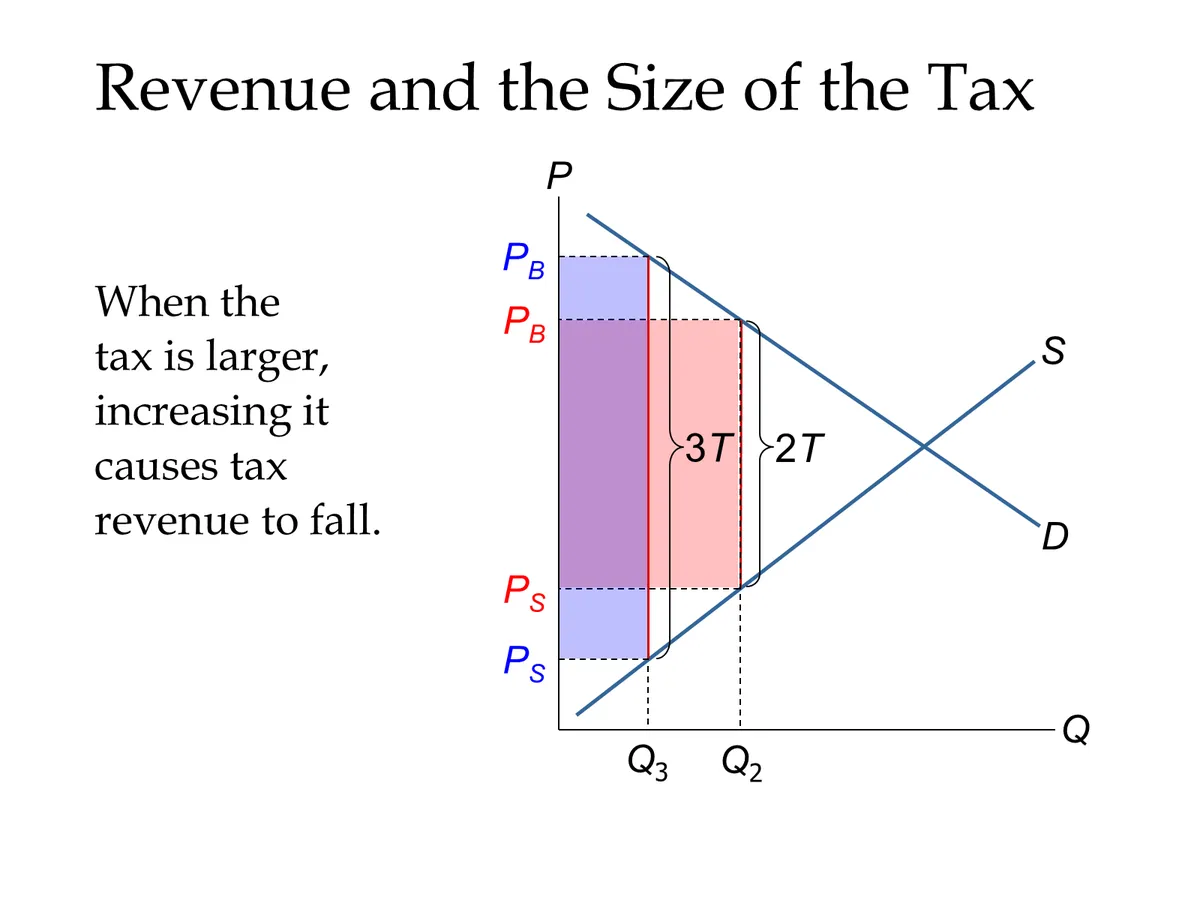 Revenue and the Size of the Tax
When the
tax is larger,
increasing it
causes tax
revenue to fall.
P
PB
PB
S
3T
2T
D
PS
PS
Q
Q3
Q2